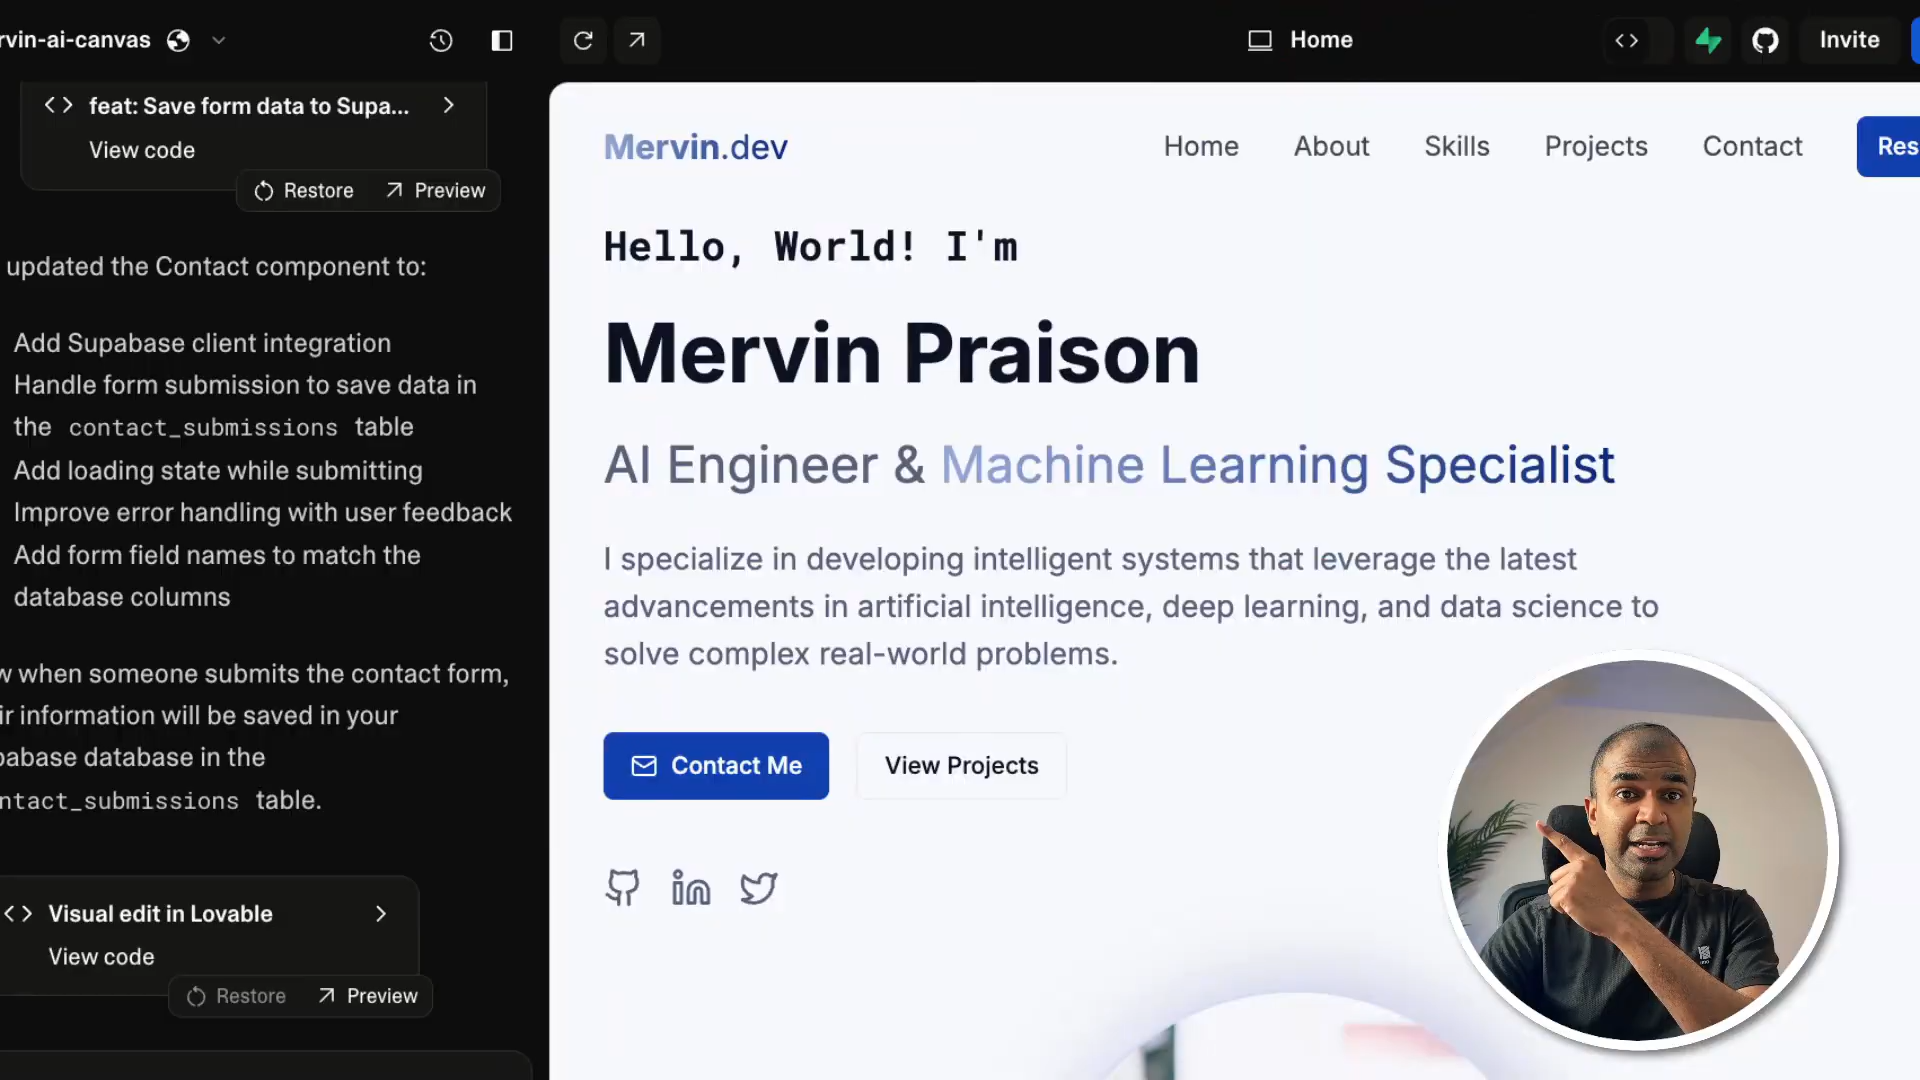 rvin-ai-canvas
Home
Invite
feat: Save form data to Supa...
View code
Restore
Preview
updated the Contact component to:
Add Supabase client integration
Handle form submission to save data in
the contact_submissions table
Add loading state while submitting
Improve error handling with user feedback
Add form field names to match the
database columns
w when someone submits the contact form,
ir information will be saved in your
pabase database in the
ntact_submissions table.
Visual edit in Lovable
View code
Restore
Preview
Mervin.dev
Home
About
Skills
Projects
Contact
Res
Hello, World! I'm
Mervin Praison
AI Engineer & Machine Learning Specialist
I specialize in developing intelligent systems that leverage the latest
advancements in artificial intelligence, deep learning, and data science to
solve complex real-world problems.
Contact Me
View Projects